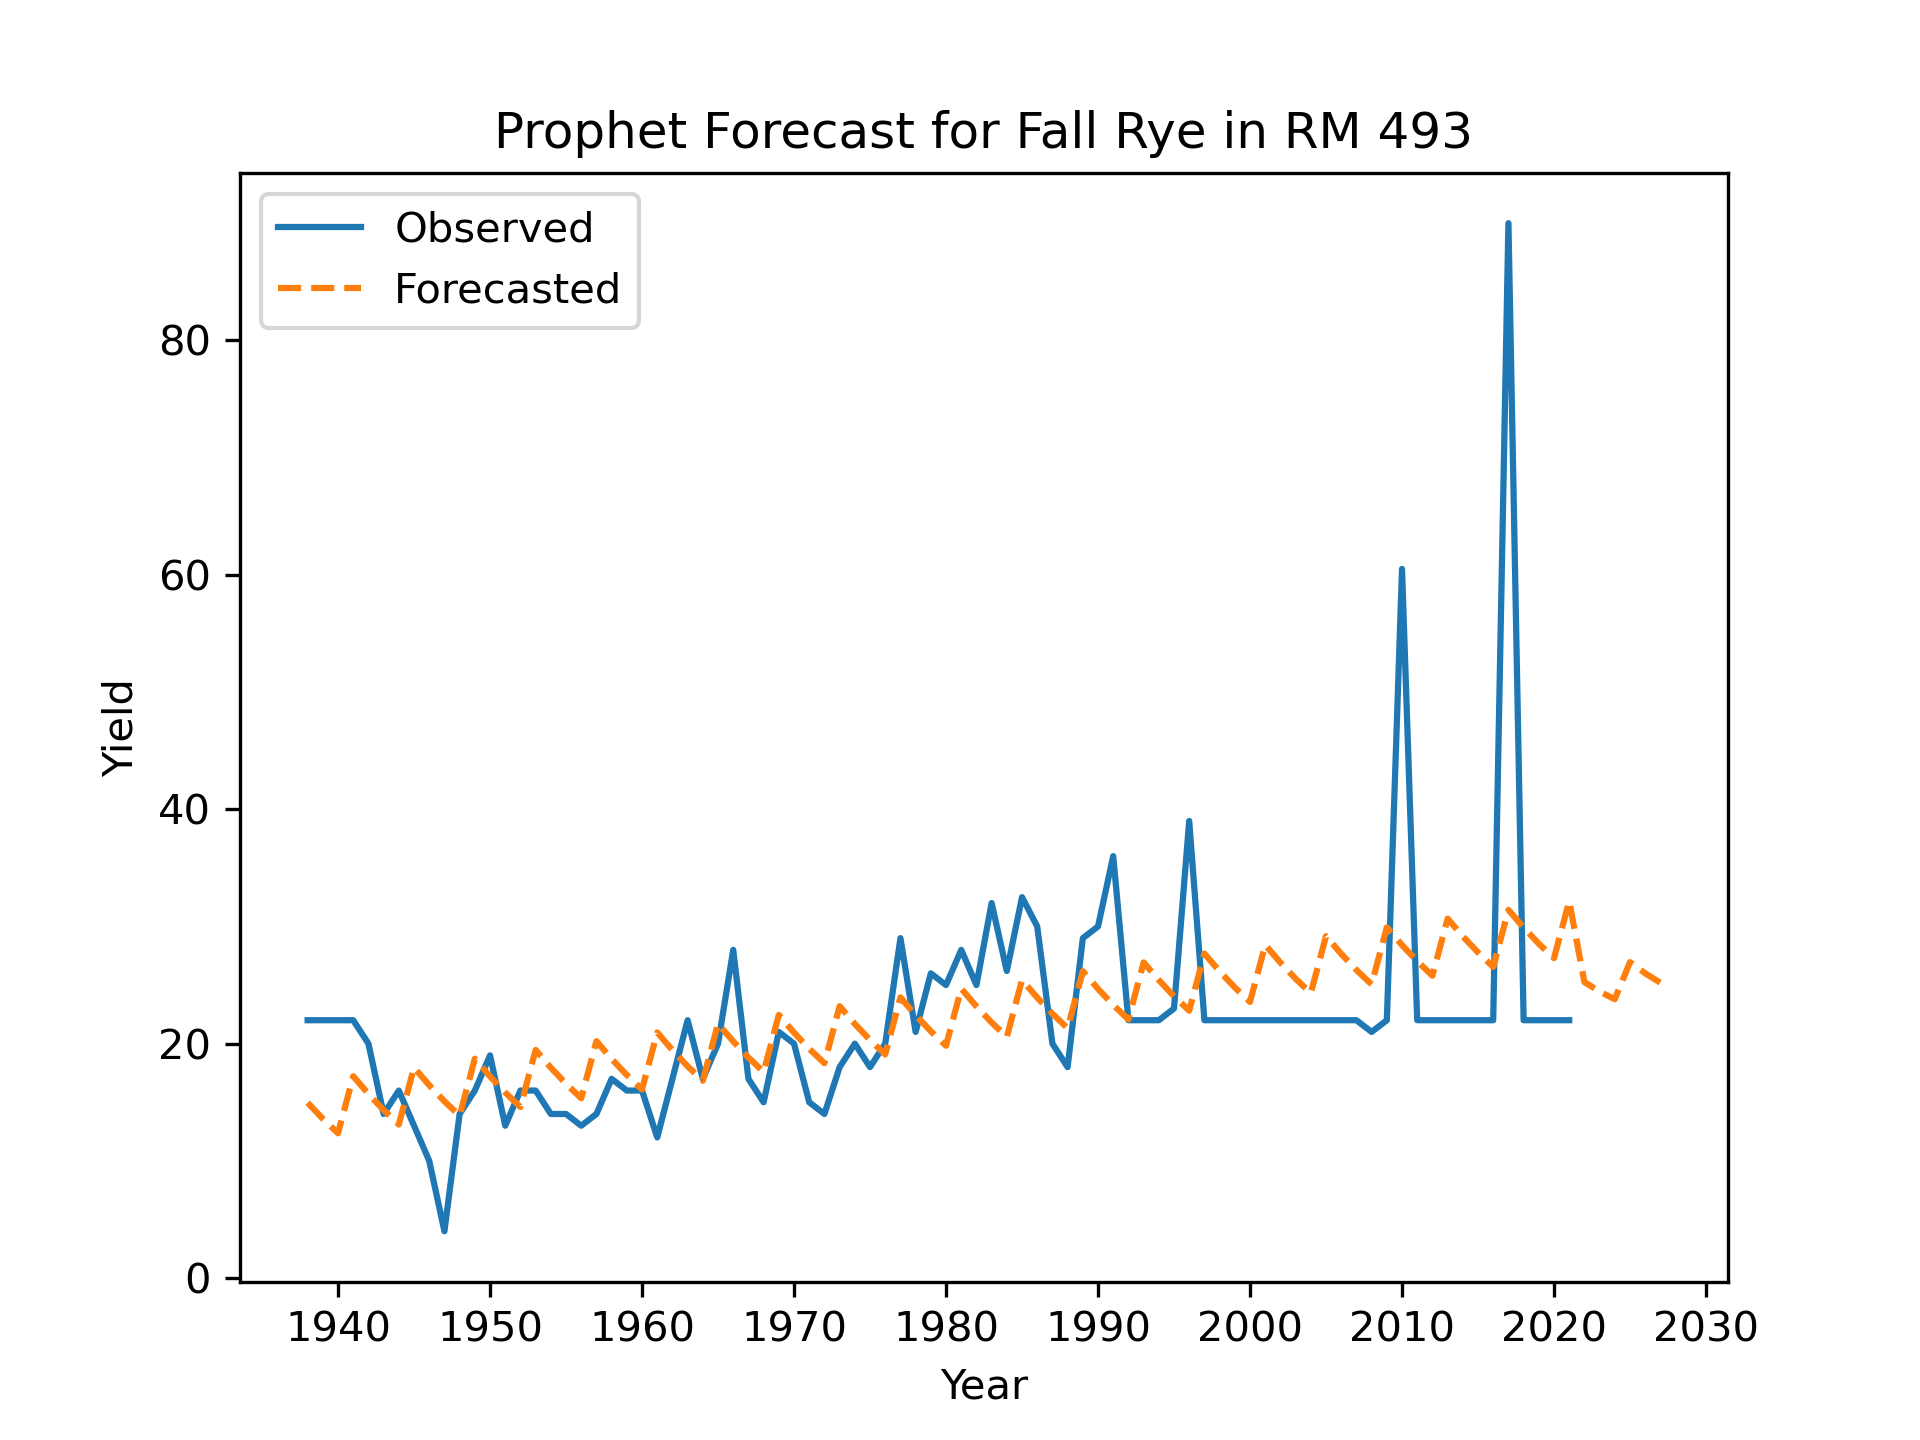 Prophet Forecast for Fall Rye in RM 493
Observed
Forecasted
80
60
40
20
0
Yield
1940 1950 1960 1970 1980 1990 2000 2010 2020 2030
Year